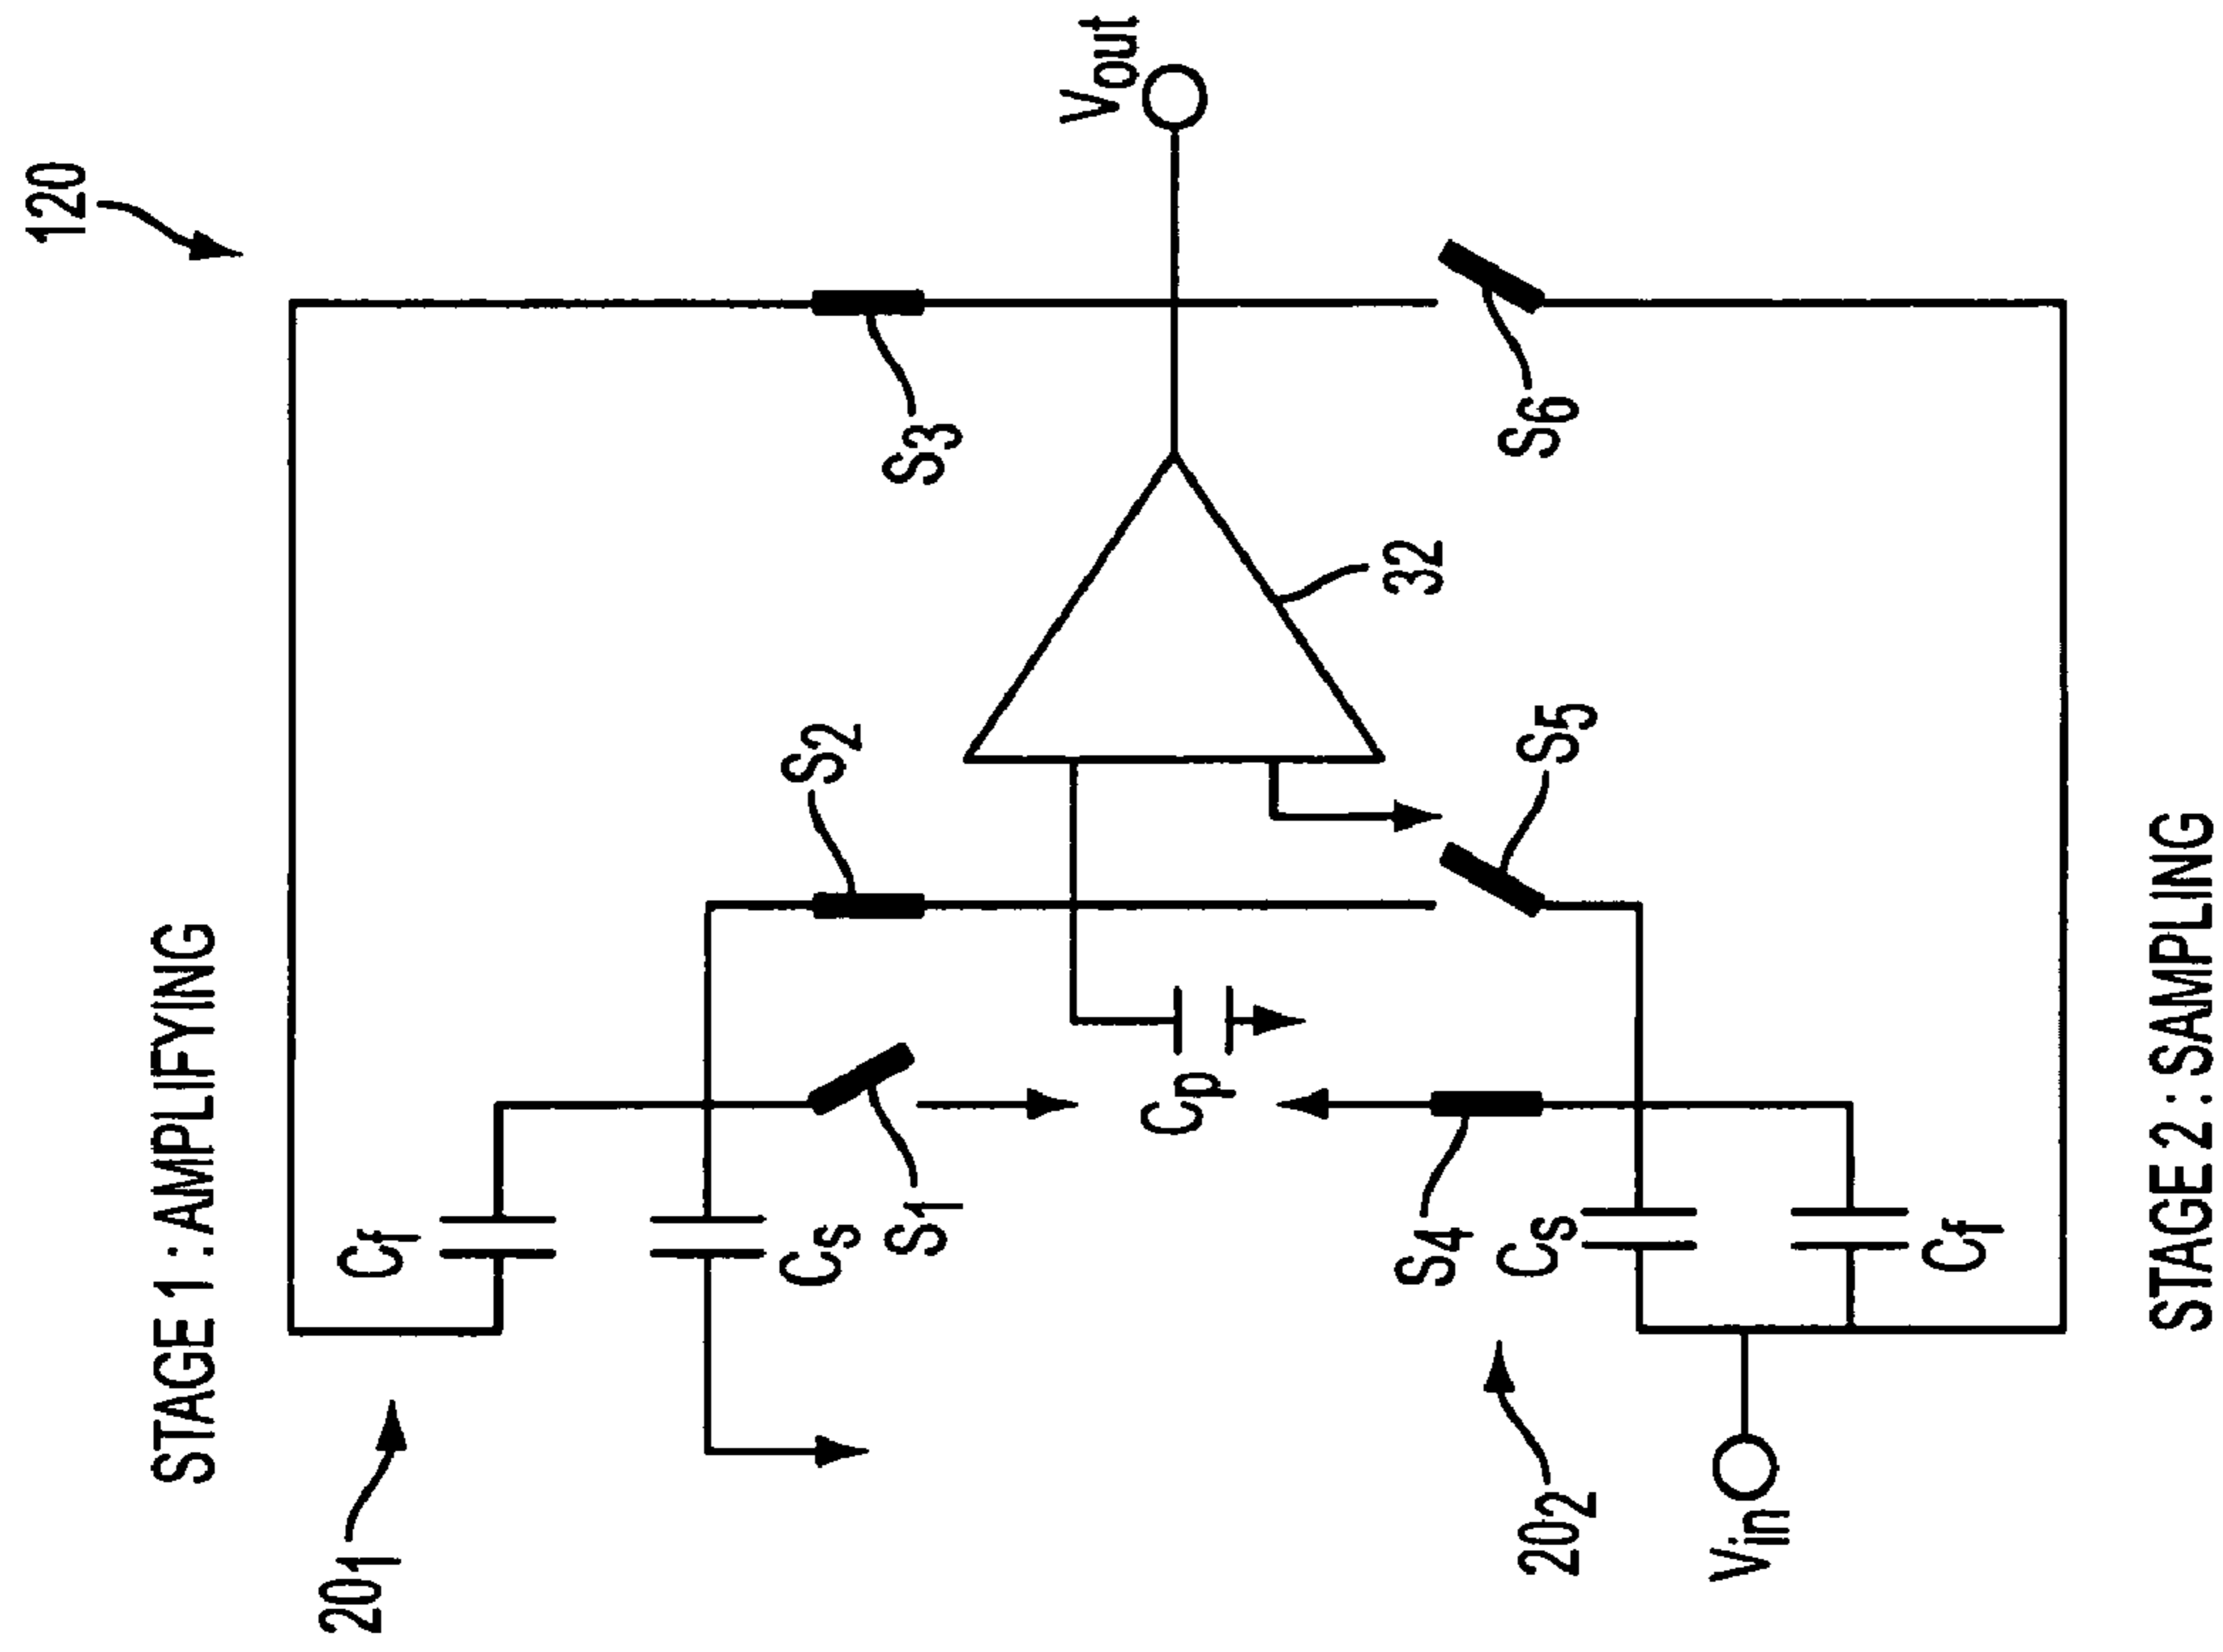 120
STAGE 1 : AMPLIFYING
20₁
Cf
Cs
S1
S2
S3
Vout
Cp
32
S4
S5
S6
Cs
Cf
20₂
Vin
STAGE 2 : SAMPLING